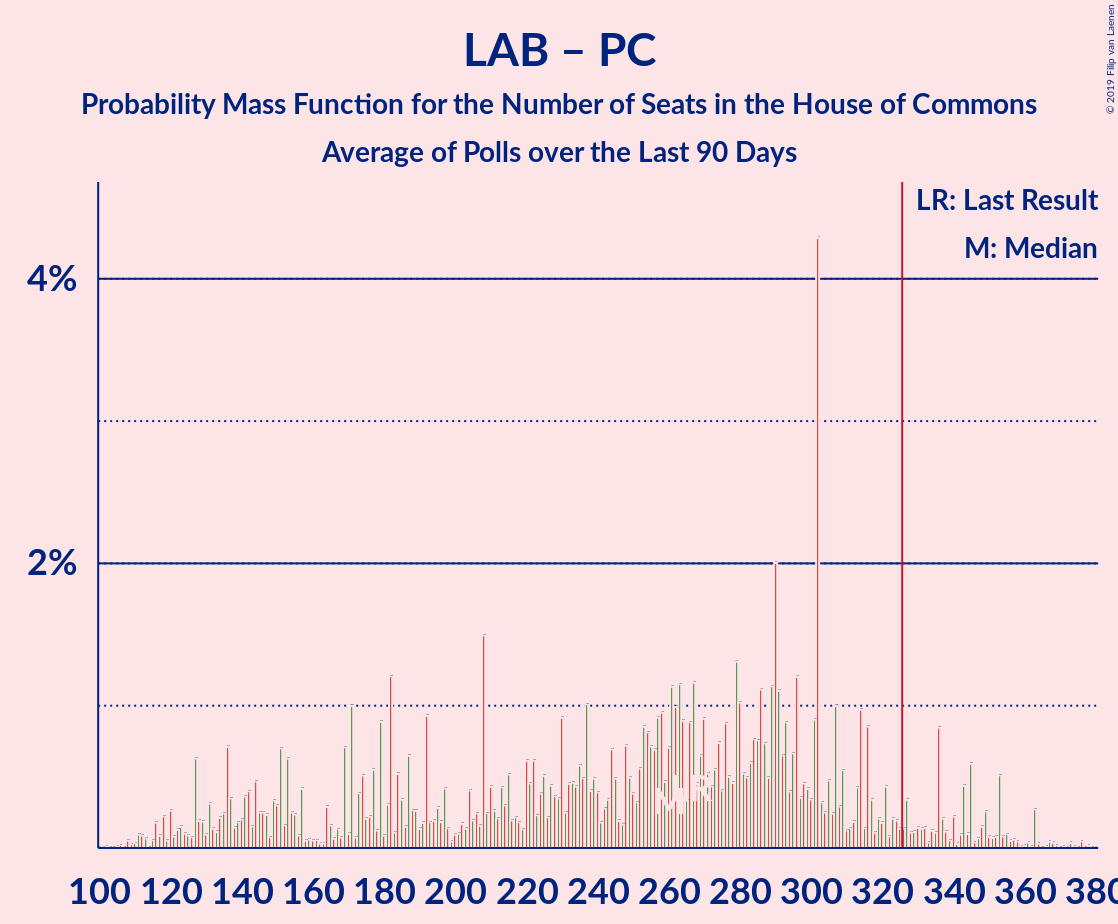 LAB – PC
Probability Mass Function for the Number of Seats in the House of Commons
Average of Polls over the Last 90 Days
© 2019 Filip van Laenen
LR: Last Result
M: Median
4%
2%
100 120 140 160 180 200 220 240 260 280 300 320 340 360 380